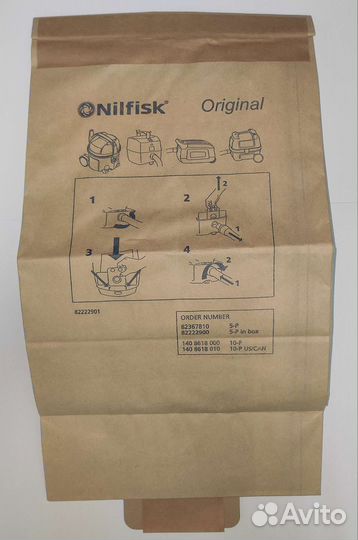 Nilfisk® Original
1
2
2
1
3
4
2
1
82222901
ORDER NUMBER
82367810 5-P
82222900 5-P in box
140 8618 000 10-P
140 8618 010 10-P US/CAN
Avito